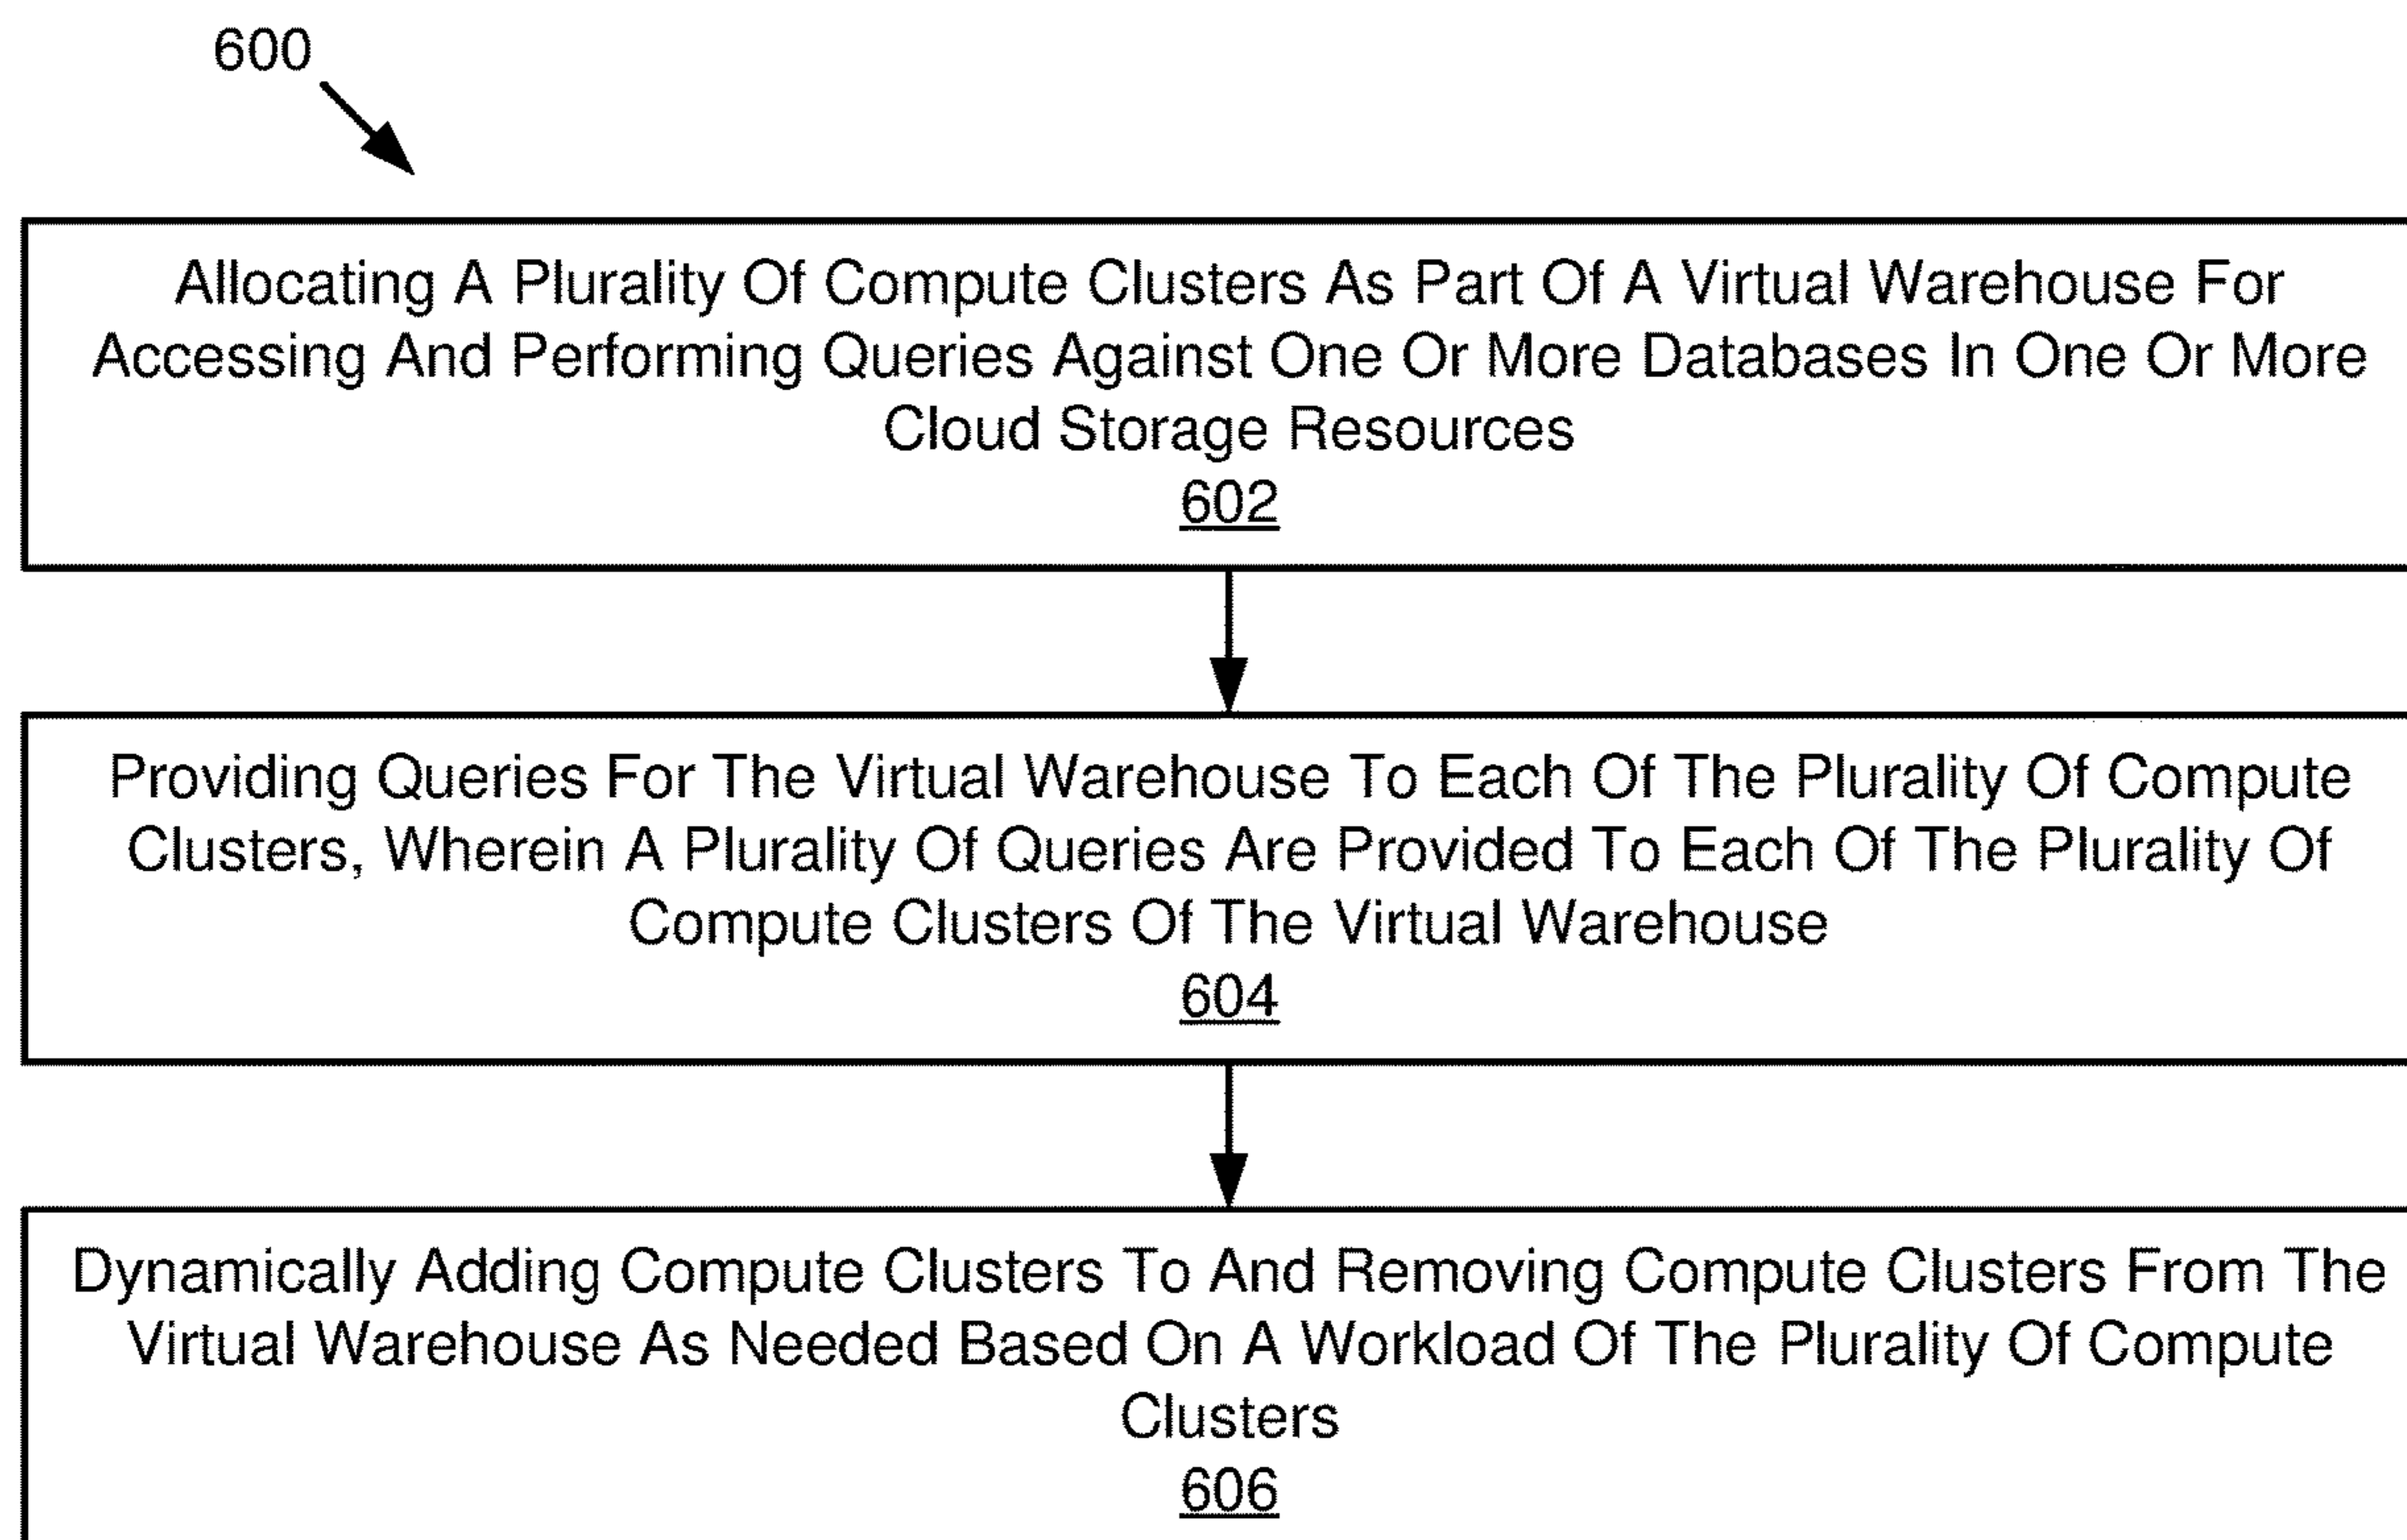 600
Allocating A Plurality Of Compute Clusters As Part Of A Virtual Warehouse For
Accessing And Performing Queries Against One Or More Databases In One Or More
Cloud Storage Resources
602
Providing Queries For The Virtual Warehouse To Each Of The Plurality Of Compute
Clusters, Wherein A Plurality Of Queries Are Provided To Each Of The Plurality Of
Compute Clusters Of The Virtual Warehouse
604
Dynamically Adding Compute Clusters To And Removing Compute Clusters From The
Virtual Warehouse As Needed Based On A Workload Of The Plurality Of Compute
Clusters
606